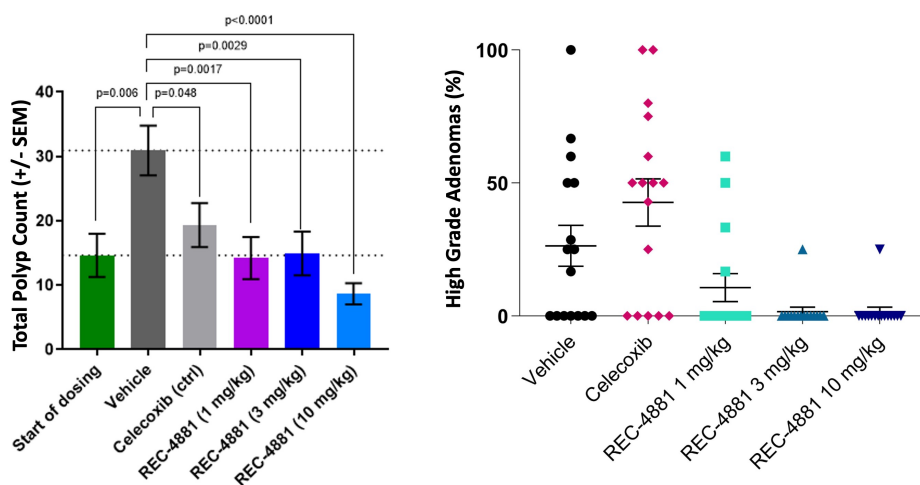 p<0.0001
p=0.0029
p=0.0017
p=0.006
p=0.048
Total Polyp Count (+/- SEM)
40
30
20
10
0
Start of dosing
Vehicle
Celecoxib (ctrl)
REC-4881 (1 mg/kg)
REC-4881 (3 mg/kg)
REC-4881 (10 mg/kg)
High Grade Adenomas (%)
100
50
0
Vehicle
Celecoxib
REC-4881 1 mg/kg
REC-4881 3 mg/kg
REC-4881 10 mg/kg